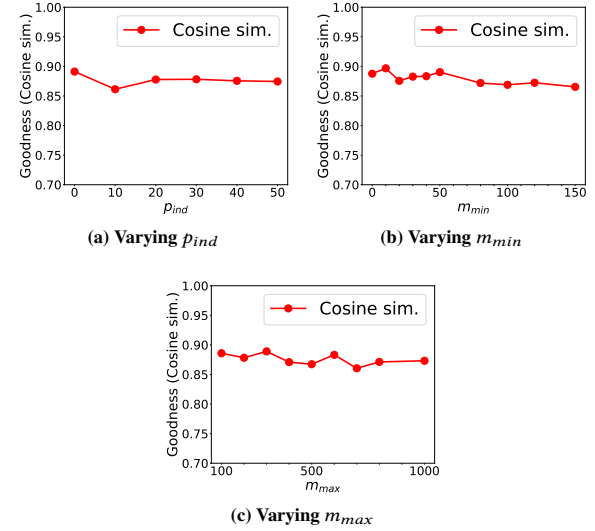 1.00
0.95
0.90
0.85
0.80
0.75
0.70
Goodness (Cosine sim.)
Cosine sim.
0 10 20 30 40 50
p_ind
(a) Varying p_ind
1.00
0.95
0.90
0.85
0.80
0.75
0.70
Goodness (Cosine sim.)
Cosine sim.
0 50 100 150
m_min
(b) Varying m_min
1.00
0.95
0.90
0.85
0.80
0.75
0.70
Goodness (Cosine sim.)
Cosine sim.
100 500 1000
m_max
(c) Varying m_max